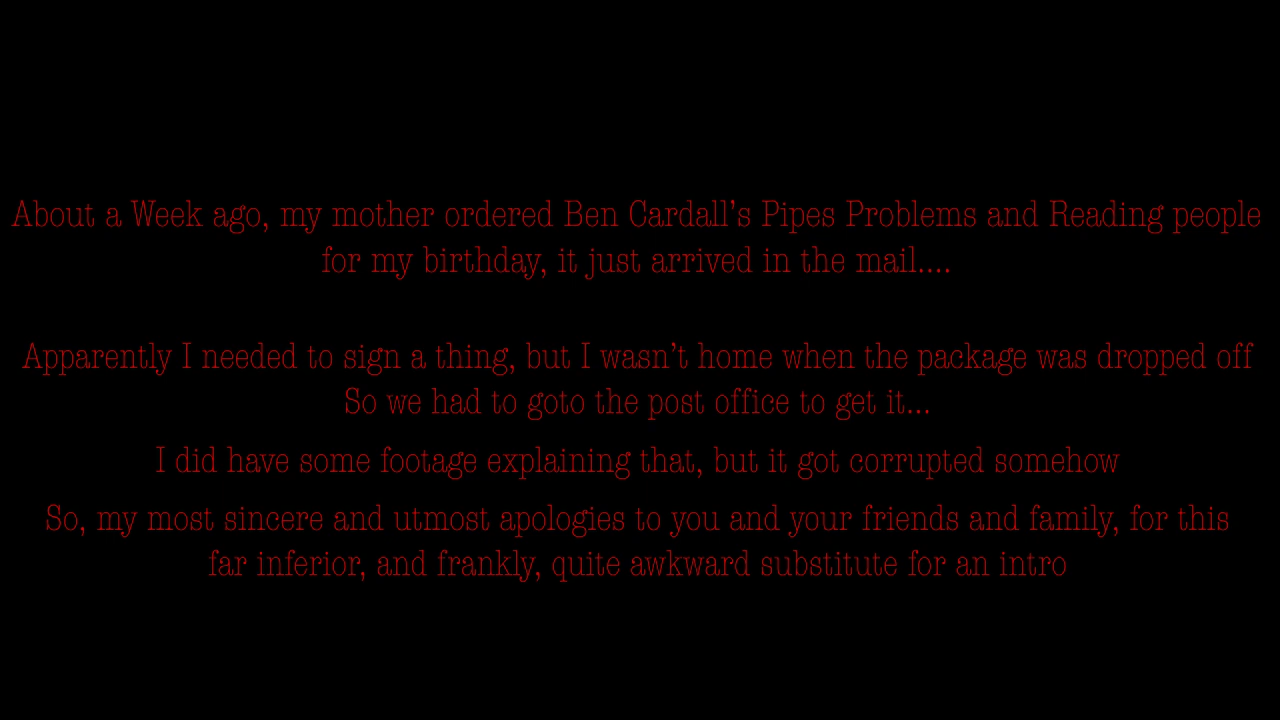 About a Week ago, my mother ordered Ben Cardall’s Pipes Problems and Reading people
for my birthday, it just arrived in the mail....
Apparently I needed to sign a thing, but I wasn’t home when the package was dropped off
So we had to goto the post office to get it...
I did have some footage explaining that, but it got corrupted somehow
So, my most sincere and utmost apologies to you and your friends and family, for this
far inferior, and frankly, quite awkward substitute for an intro